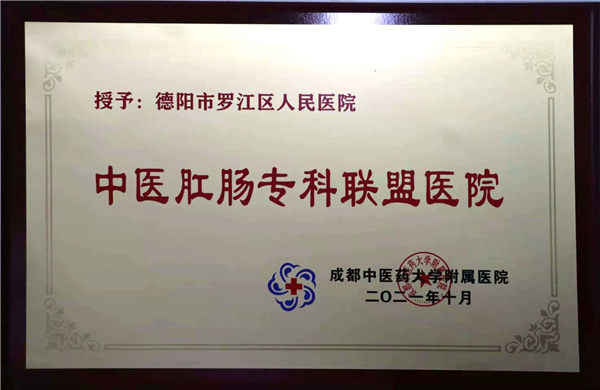 授予：德阳市罗江区人民医院
中医肛肠专科联盟医院
成都中医药大学附属医院
二〇二一年十月